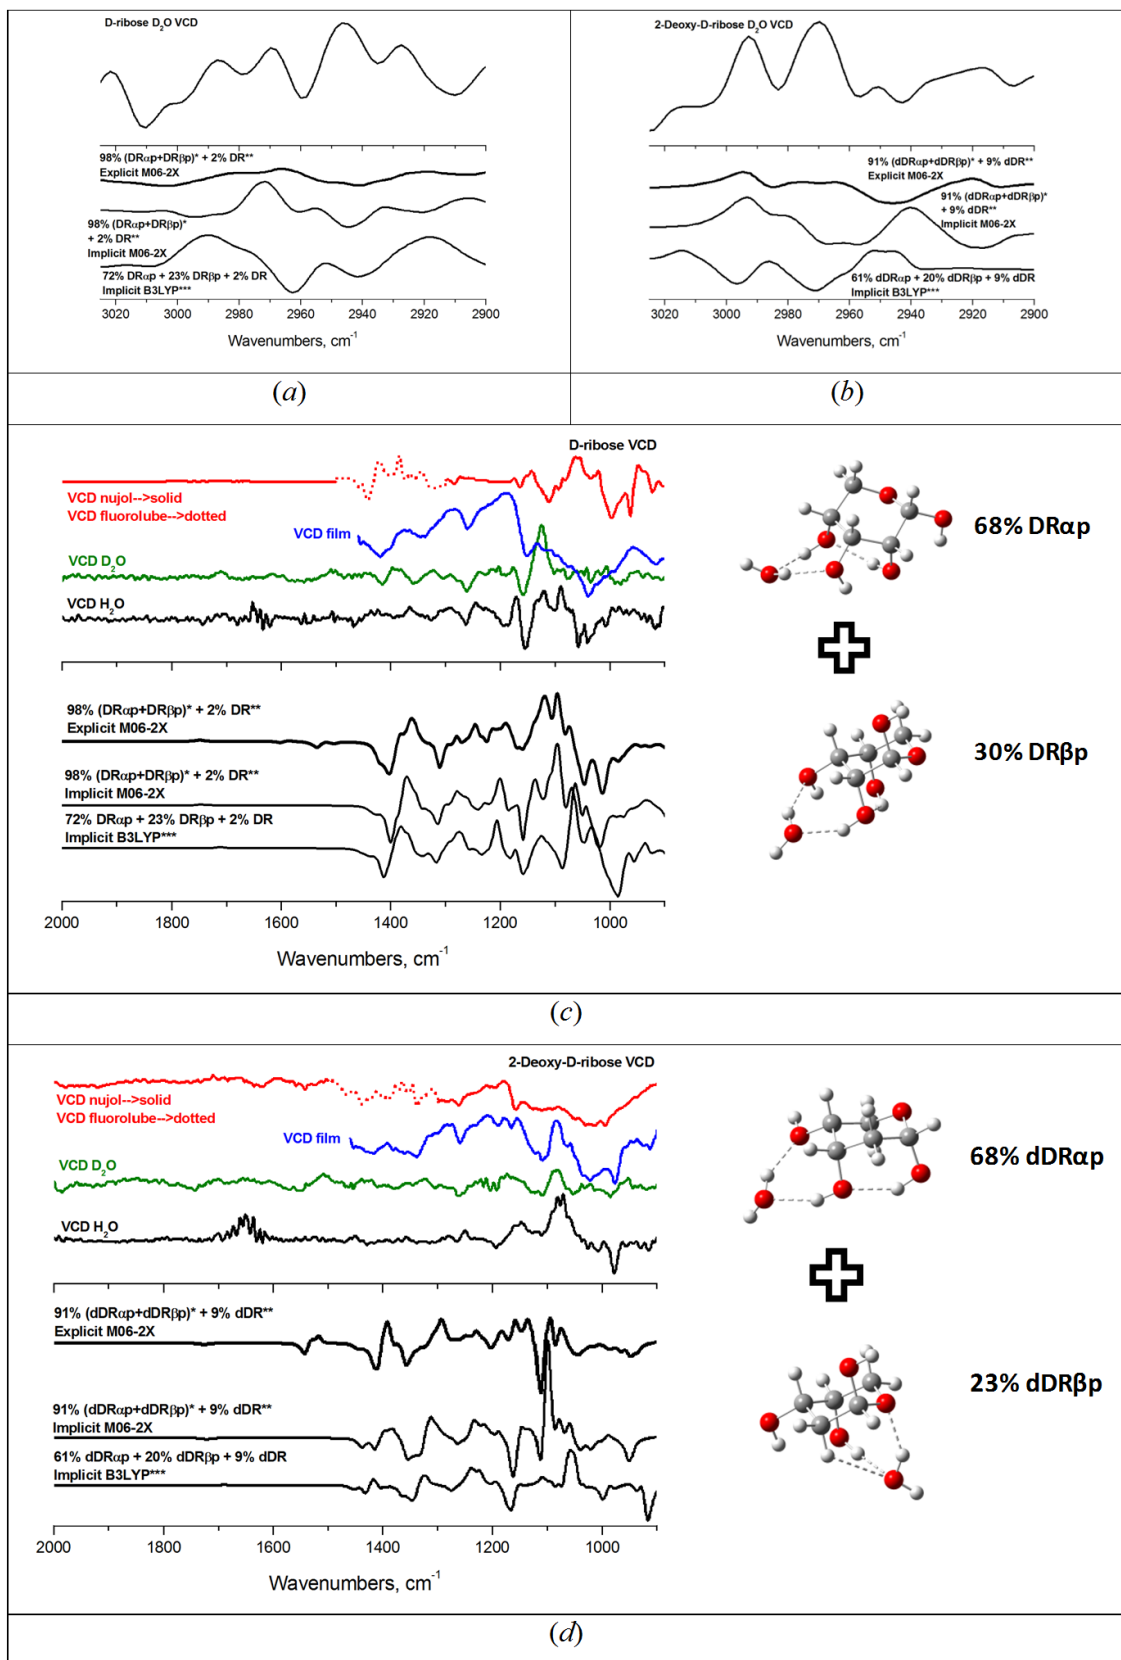 D-ribose D₂O VCD
98% (DRαp+DRβp)* + 2% DR**
Explicit M06-2X
98% (DRαp+DRβp)*
+ 2% DR**
Implicit M06-2X
72% DRαp + 23% DRβp + 2% DR
Implicit B3LYP***
3020 3000 2980 2960 2940 2920 2900
Wavenumbers, cm⁻¹
2-Deoxy-D-ribose D₂O VCD
91% (dDRαp+dDRβp)* + 9% dDR**
Explicit M06-2X
91% (dDRαp+dDRβp)*
+ 9% dDR**
Implicit M06-2X
61% dDRαp + 20% dDRβp + 9% dDR
Implicit B3LYP***
3020 3000 2980 2960 2940 2920 2900
Wavenumbers, cm⁻¹
(a)
(b)
D-ribose VCD
VCD nujol-->solid
VCD fluorolube-->dotted
VCD film
VCD D₂O
VCD H₂O
98% (DRαp+DRβp)* + 2% DR**
Explicit M06-2X
98% (DRαp+DRβp)* + 2% DR**
Implicit M06-2X
72% DRαp + 23% DRβp + 2% DR
Implicit B3LYP***
2000 1800 1600 1400 1200 1000
Wavenumbers, cm⁻¹
68% DRαp
30% DRβp
(c)
2-Deoxy-D-ribose VCD
VCD nujol-->solid
VCD fluorolube-->dotted
VCD film
VCD D₂O
VCD H₂O
91% (dDRαp+dDRβp)* + 9% dDR**
Explicit M06-2X
91% (dDRαp+dDRβp)* + 9% dDR**
Implicit M06-2X
61% dDRαp + 20% dDRβp + 9% dDR
Implicit B3LYP***
2000 1800 1600 1400 1200 1000
Wavenumbers, cm⁻¹
68% dDRαp
23% dDRβp
(d)